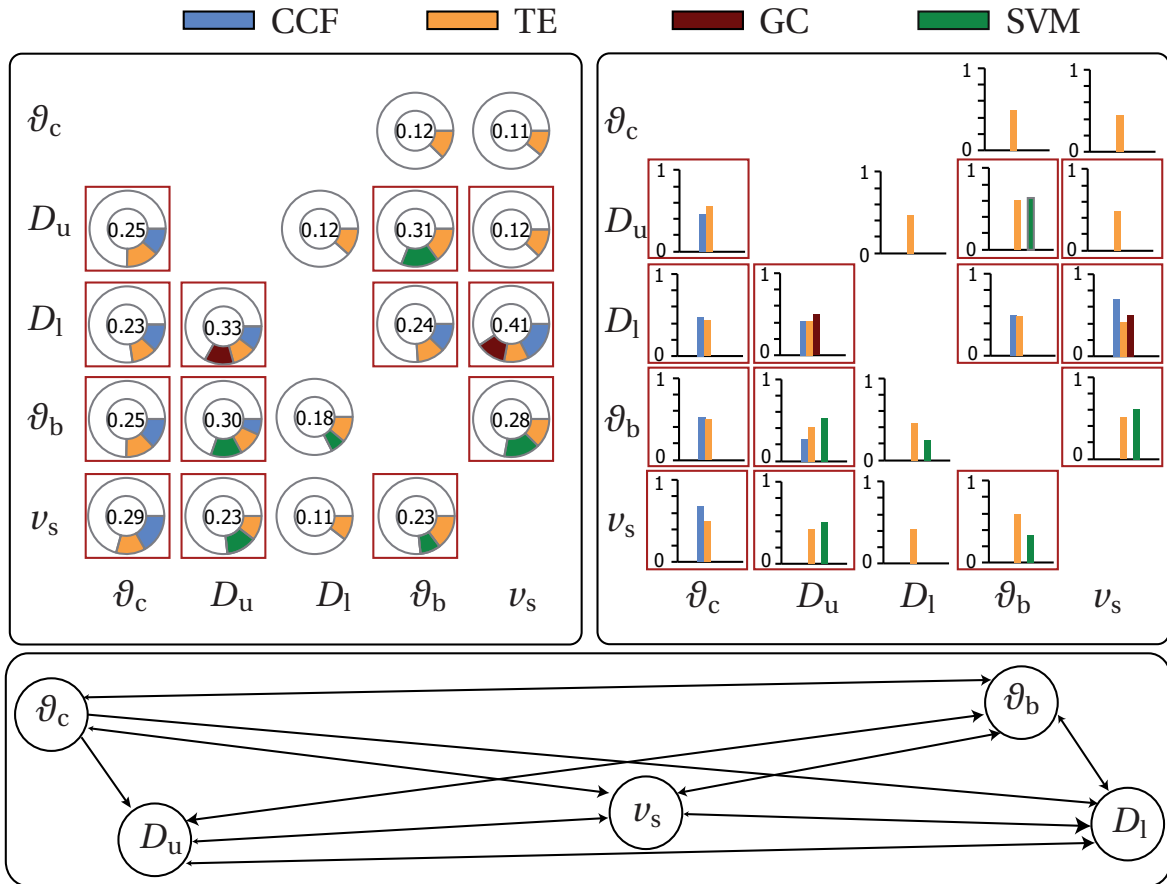 CCF TE GC SVM
ϑc 0.12 0.11
Du 0.25 0.12 0.31 0.12
Dl 0.23 0.33 0.24 0.41
ϑb 0.25 0.30 0.18 0.28
vs 0.29 0.23 0.11 0.23
ϑc Du Dl ϑb vs
ϑc 1 0 1 0
Du 1 0 1 0 1 0 1 0
Dl 1 0 1 0 1 0 1 0
ϑb 1 0 1 0 1 0 1 0
vs 1 0 1 0 1 0 1 0
ϑc Du Dl ϑb vs
ϑc ϑb
Du vs Dl